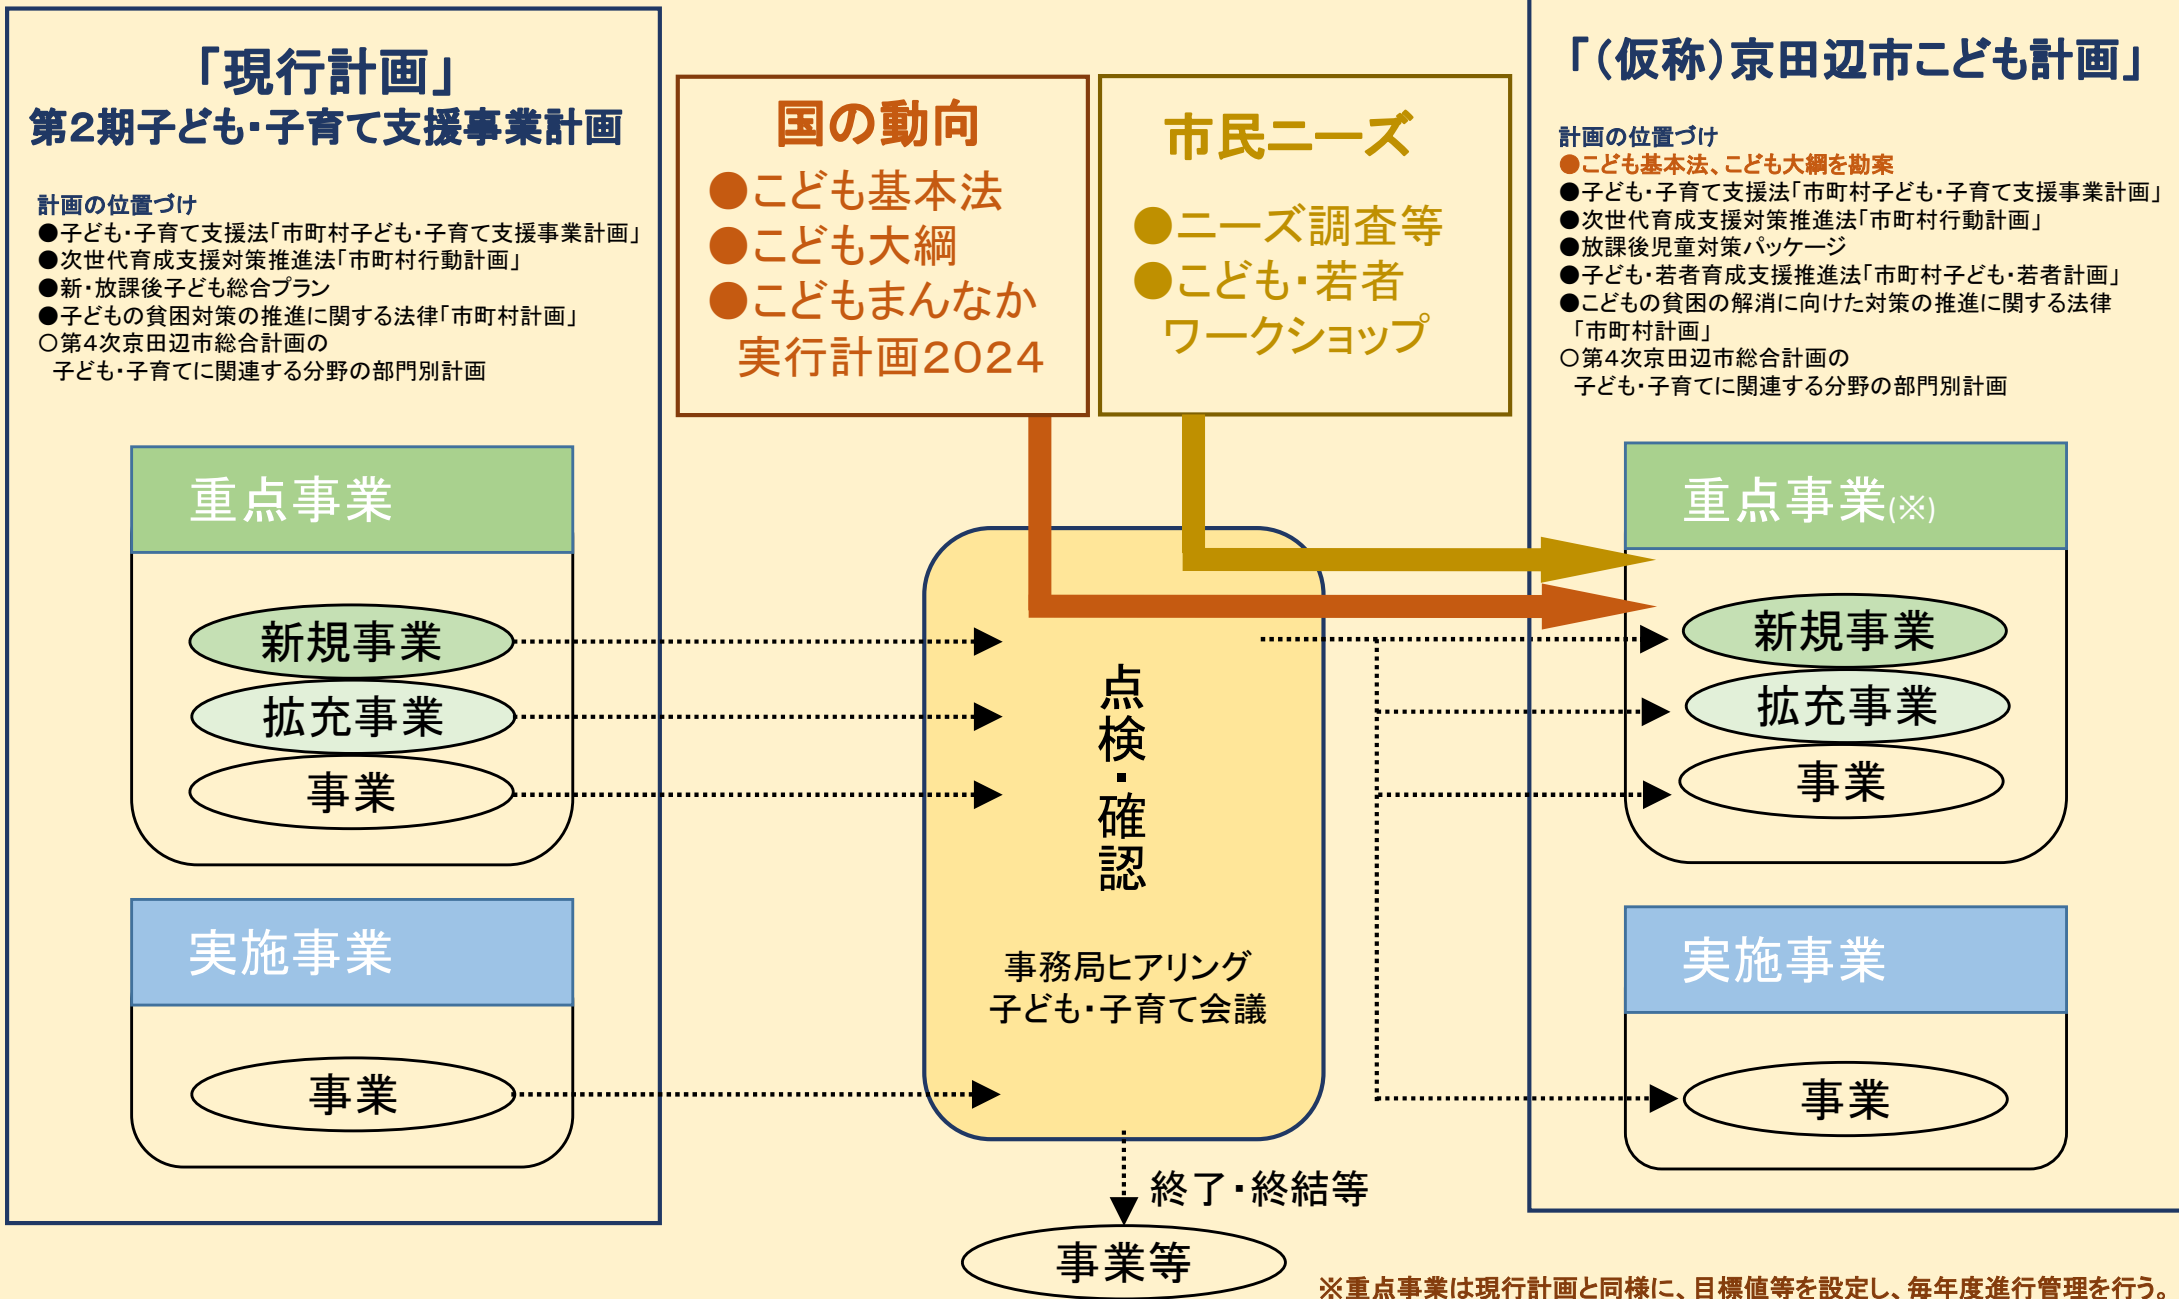 「現行計画」
第2期子ども・子育て支援事業計画
計画の位置づけ
●子ども・子育て支援法「市町村子ども・子育て支援事業計画」
●次世代育成支援対策推進法「市町村行動計画」
●新・放課後子ども総合プラン
●子どもの貧困対策の推進に関する法律「市町村計画」
○第4次京田辺市総合計画の
子ども・子育てに関連する分野の部門別計画
重点事業
新規事業
拡充事業
事業
実施事業
事業
国の動向
●こども基本法
●こども大綱
●こどもまんなか
実行計画2024
市民ニーズ
●ニーズ調査等
●こども・若者
ワークショップ
点検・確認
事務局ヒアリング
子ども・子育て会議
終了・終結等
事業等
「(仮称)京田辺市こども計画」
計画の位置づけ
●こども基本法、こども大綱を勘案
●子ども・子育て支援法「市町村子ども・子育て支援事業計画」
●次世代育成支援対策推進法「市町村行動計画」
●放課後児童対策パッケージ
●子ども・若者育成支援推進法「市町村子ども・若者計画」
●こどもの貧困の解消に向けた対策の推進に関する法律
「市町村計画」
○第4次京田辺市総合計画の
子ども・子育てに関連する分野の部門別計画
重点事業(※)
新規事業
拡充事業
事業
実施事業
事業
※重点事業は現行計画と同様に、目標値等を設定し、毎年度進行管理を行う。